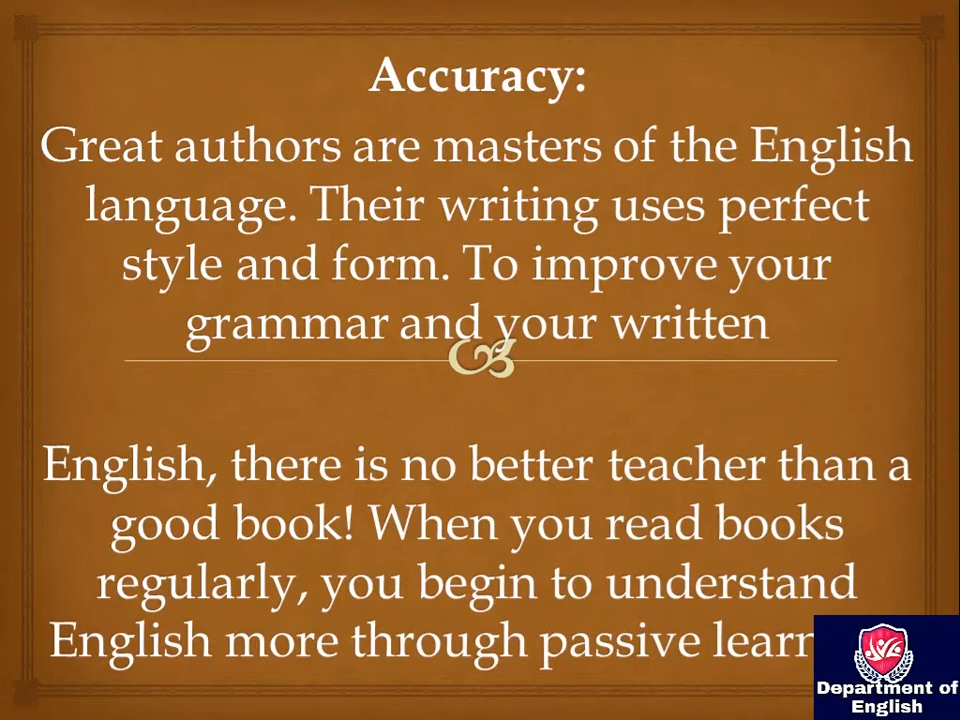 Accuracy:
Great authors are masters of the English
language. Their writing uses perfect
style and form. To improve your
grammar and your written
English, there is no better teacher than a
good book! When you read books
regularly, you begin to understand
English more through passive
Department of
English